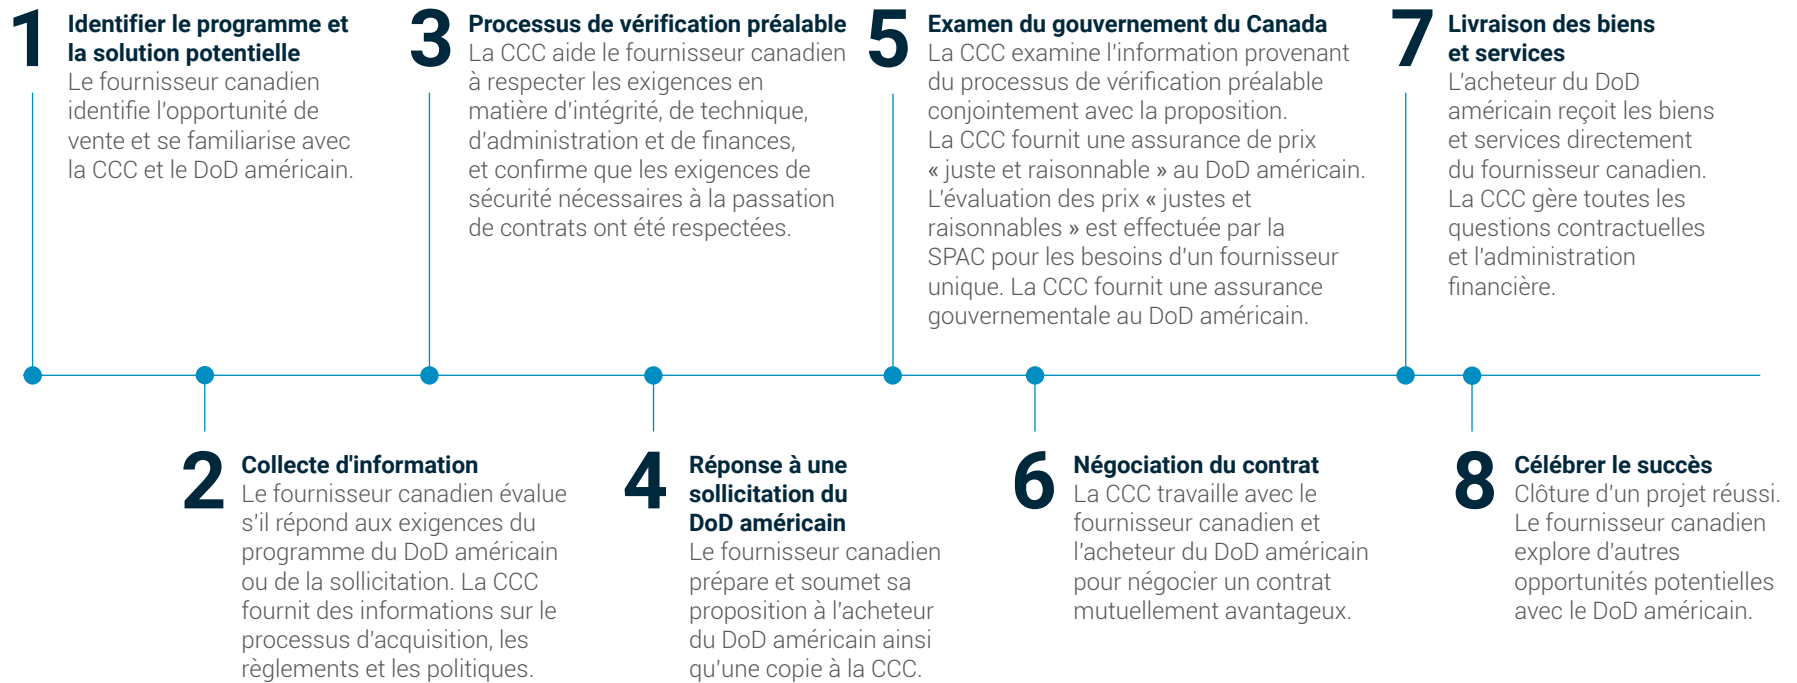 1
Identifier le programme et
la solution potentielle
Le fournisseur canadien
identifie l'opportunité de
vente et se familiarise avec
la CCC et le DoD américain.
2
Collecte d'information
Le fournisseur canadien évalue
s'il répond aux exigences du
programme du DoD américain
ou de la sollicitation. La CCC
fournit des informations sur le
processus d'acquisition, les
règlements et les politiques.
3
Processus de vérification préalable
La CCC aide le fournisseur canadien
à respecter les exigences en
matière d'intégrité, de technique,
d'administration et de finances,
et confirme que les exigences de
sécurité nécessaires à la passation
de contrats ont été respectées.
4
Réponse à une
sollicitation du
DoD américain
Le fournisseur canadien
prépare et soumet sa
proposition à l'acheteur
du DoD américain ainsi
qu'une copie à la CCC.
5
Examen du gouvernement du Canada
La CCC examine l'information provenant
du processus de vérification préalable
conjointement avec la proposition.
La CCC fournit une assurance de prix
« juste et raisonnable » au DoD américain.
L'évaluation des prix « justes et
raisonnables » est effectuée par la
SPAC pour les besoins d'un fournisseur
unique. La CCC fournit une assurance
gouvernementale au DoD américain.
6
Négociation du contrat
La CCC travaille avec le
fournisseur canadien et
l'acheteur du DoD américain
pour négocier un contrat
mutuellement avantageux.
7
Livraison des biens
et services
L'acheteur du DoD
américain reçoit les biens
et services directement
du fournisseur canadien.
La CCC gère toutes les
questions contractuelles
et l'administration
financière.
8
Célébrer le succès
Clôture d'un projet réussi.
Le fournisseur canadien
explore d'autres
opportunités potentielles
avec le DoD américain.